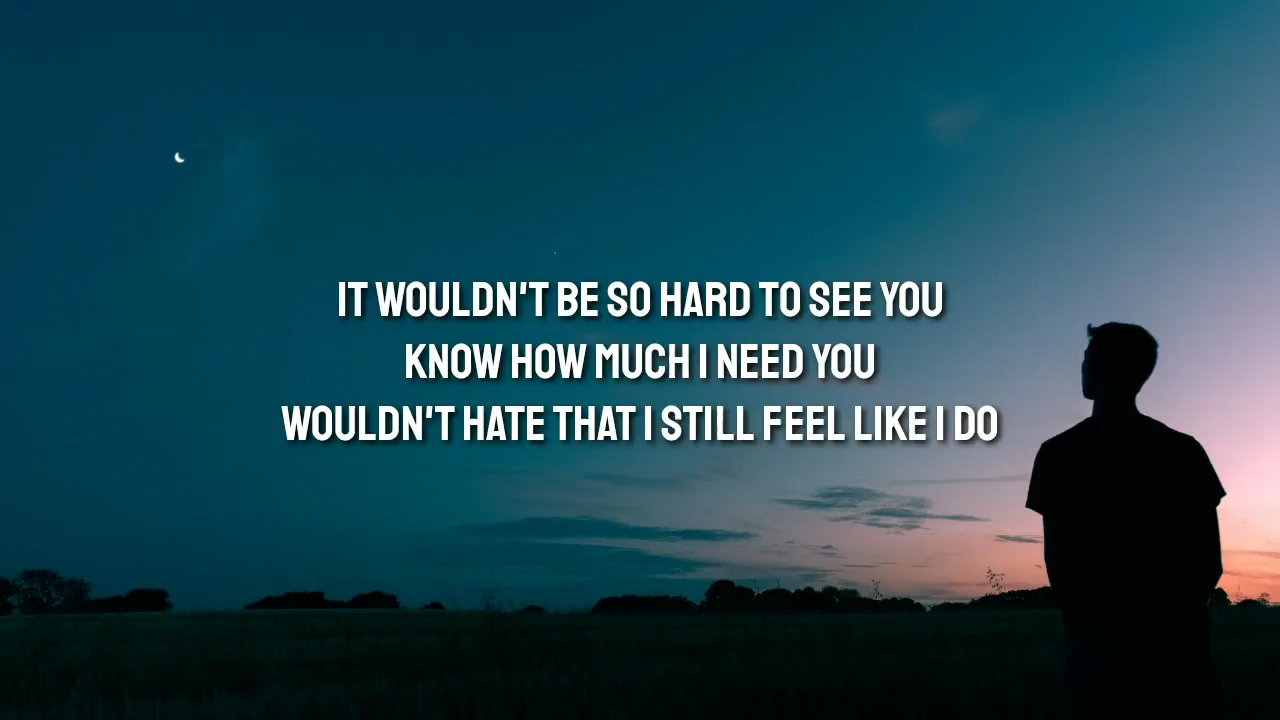 IT WOULDN'T BE SO HARD TO SEE YOU
KNOW HOW MUCH I NEED YOU
WOULDN'T HATE THAT I STILL FEEL LIKE I DO